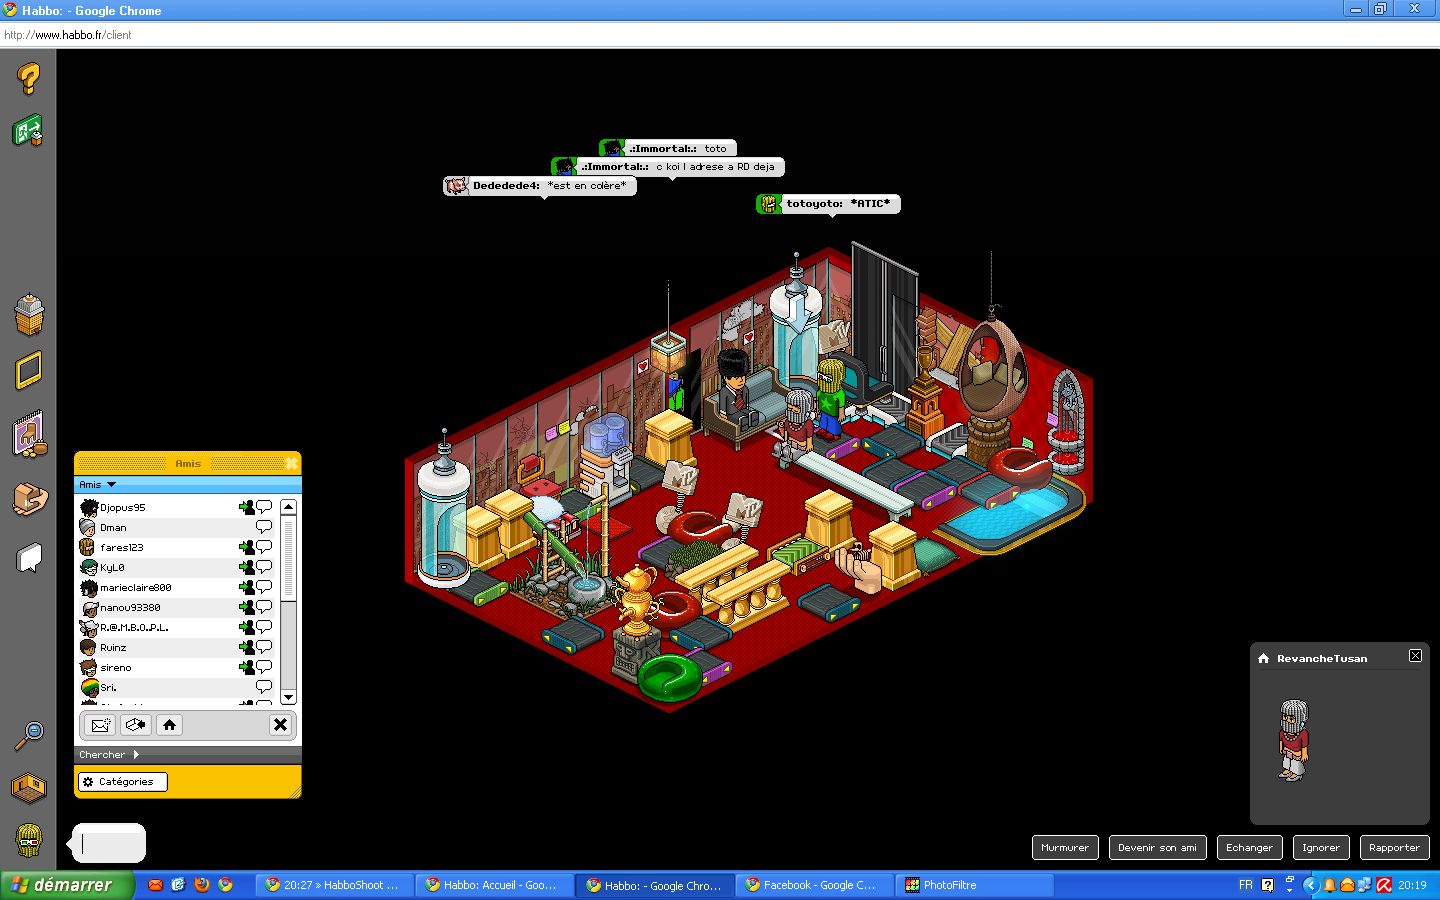 Habbo: - Google Chrome
http://www.habbo.fr/client
.:Immortal:.: toto
.:Immortal:.: c koi l adrese a RD deja
Dededede4: *est en colère*
totoyoto: *ATIC*
Amis
Amis
Djopus95
Dman
fares123
KyL0
marieclaire800
nanou93380
R.@.M.B.O..P.L.
Ruinz
sireno
Sri.
Chercher
Catégories
RevancheTusan
Murmurer
Devenir son ami
Echanger
Ignorer
Rapporter
démarrer
20:27 » HabboShoot ...
Habbo: Accueil - Goo...
Habbo: - Google Chro...
Facebook - Google C...
PhotoFiltre
FR
20:19